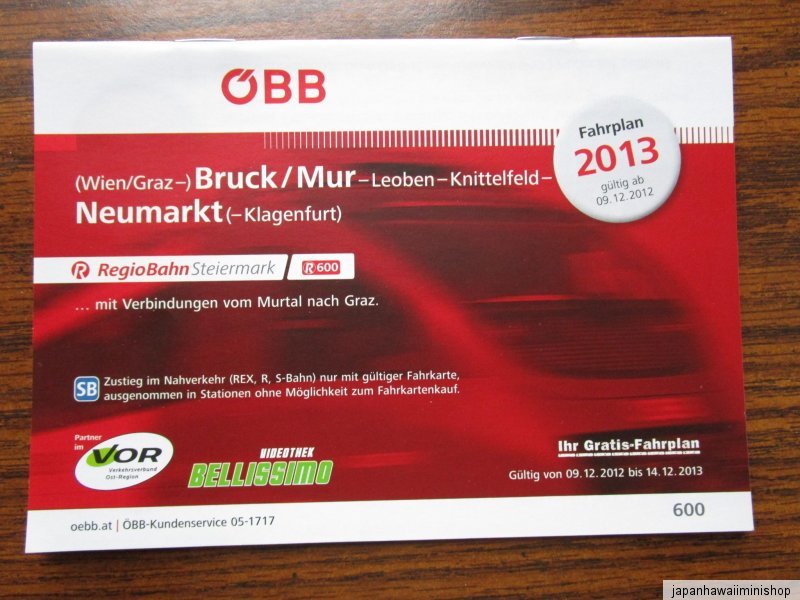 ÖBB
Fahrplan
2013
gültig ab
09.12.2012
(Wien/Graz–) Bruck/Mur–Leoben–Knittelfeld–
Neumarkt (–Klagenfurt)
R RegioBahn Steiermark R 600
... mit Verbindungen vom Murtal nach Graz.
SB Zustieg im Nahverkehr (REX, R, S-Bahn) nur mit gültiger Fahrkarte,
ausgenommen in Stationen ohne Möglichkeit zum Fahrkartenkauf.
Partner
im
VOR
Verkehrsverbund
Ost-Region
VIDEOTHEK
BELLISSIMO
Ihr Gratis-Fahrplan
Gültig von 09.12.2012 bis 14.12.2013
oebb.at | ÖBB-Kundenservice 05-1717
600
japanhawaiiminishop